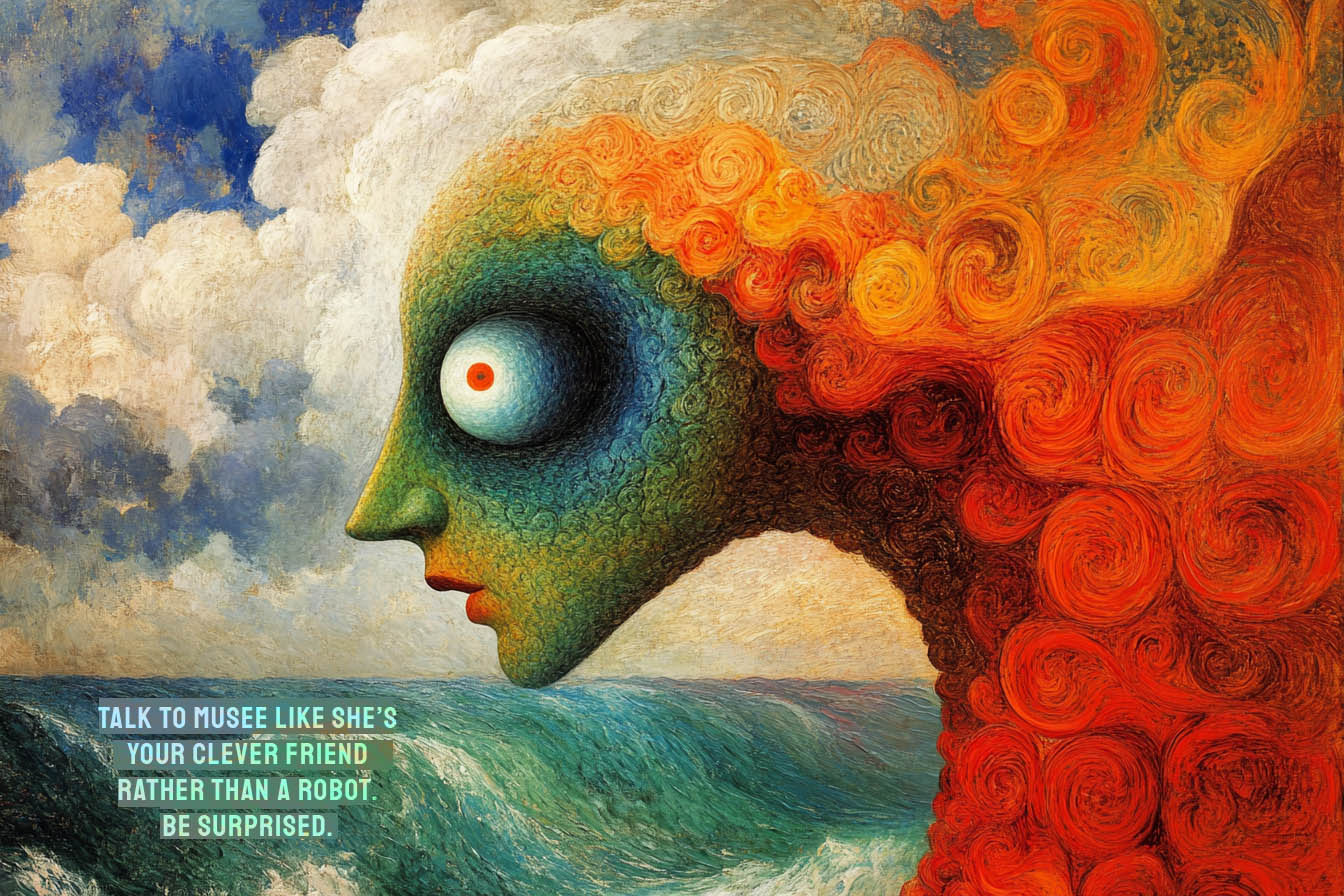 TALK TO MUSEE LIKE SHE'S
YOUR CLEVER FRIEND
RATHER THAN A ROBOT.
BE SURPRISED.